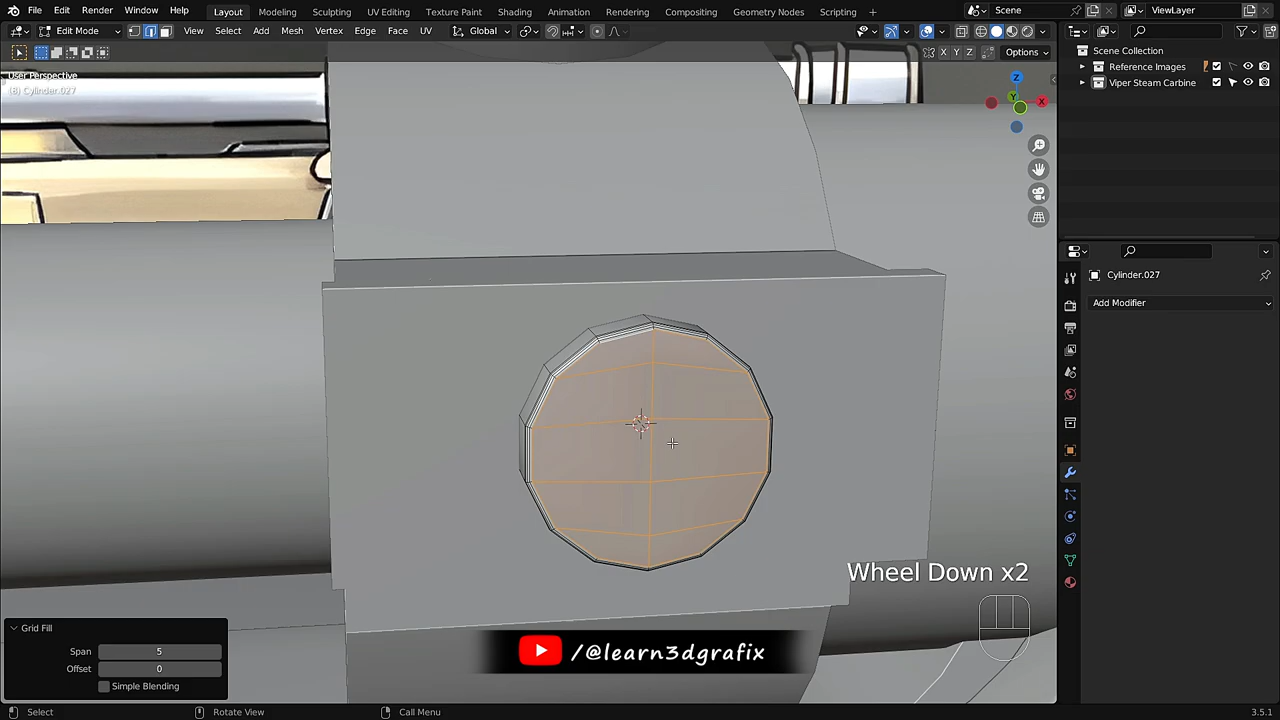 File Edit Render Window Help Layout Modeling Sculpting UV Editing Texture Paint Shading Animation Rendering Compositing Geometry Nodes Scripting Scene ViewLayer
Edit Mode View Select Add Mesh Vertex Edge Face UV Global
X Y Z Options
User Perspective
(8) Cylinder.027
Scene Collection
Reference Images
Viper Steam Carbine
Z
Y
X
Cylinder.027
Add Modifier
Wheel Down x2
Grid Fill
Span 5
Offset 0
Simple Blending
/@learn3dgrafix
Select Rotate View Call Menu 3.5.1